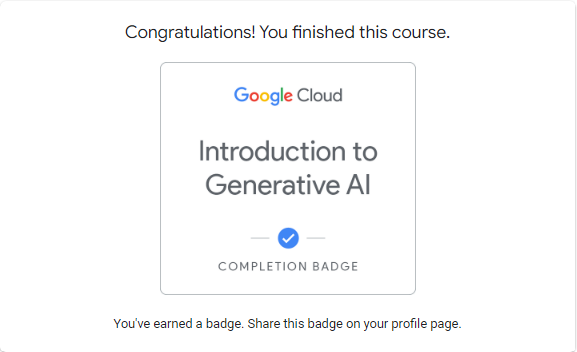 Congratulations! You finished this course.
Google Cloud
Introduction to
Generative AI
COMPLETION BADGE
You've earned a badge. Share this badge on your profile page.